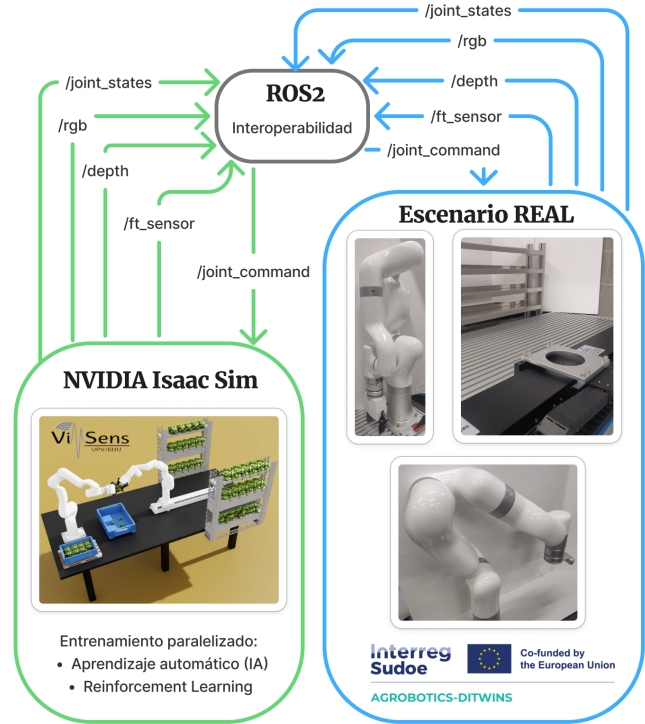 /joint_states
/rgb
/depth
/ft_sensor
/joint_command
ROS2
Interoperabilidad
/joint_states
/rgb
/depth
/ft_sensor
/joint_command
NVIDIA Isaac Sim
ViSens
UPV/EHU
Entrenamiento paralelizado:
• Aprendizaje automático (IA)
• Reinforcement Learning
Escenario REAL
Interreg
Sudoe
Co-funded by
the European Union
AGROBOTICS-DITWINS